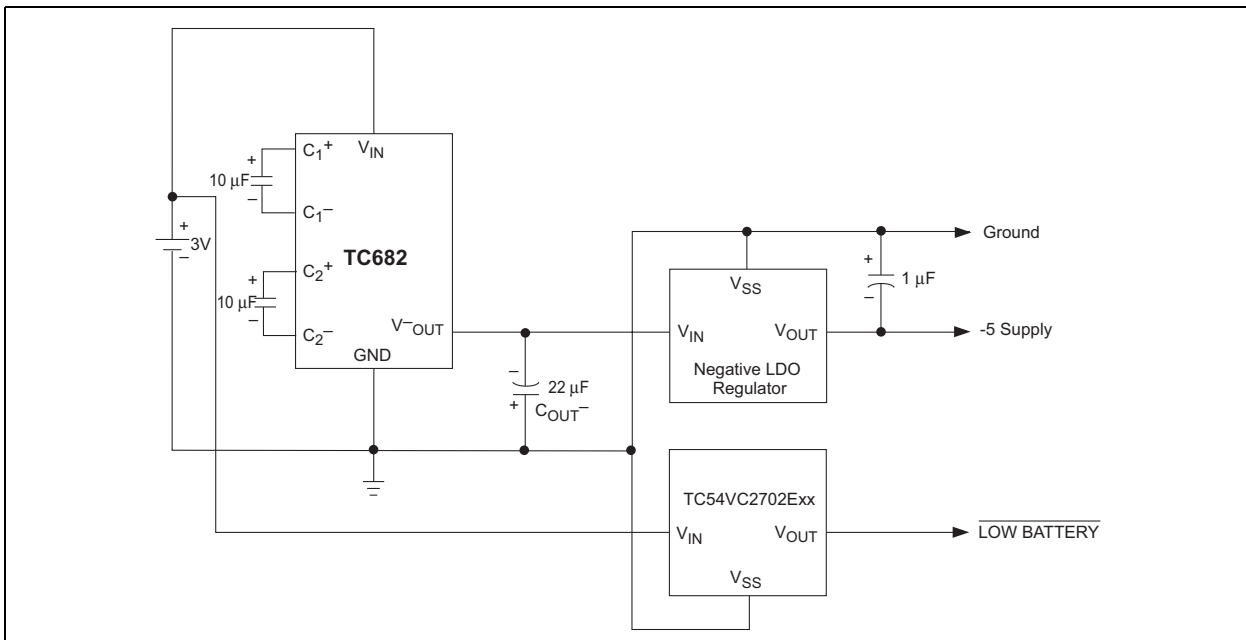 C1+
VIN
+
10 µF
–
C1–
+
3V
–
TC682
C2+
+
10 µF
–
C2–
V–OUT
GND
–
22 µF
+
COUT–
Ground
VSS
+
1 µF
–
VIN
VOUT
-5 Supply
Negative LDO
Regulator
TC54VC2702Exx
VIN
VOUT
LOW BATTERY
VSS